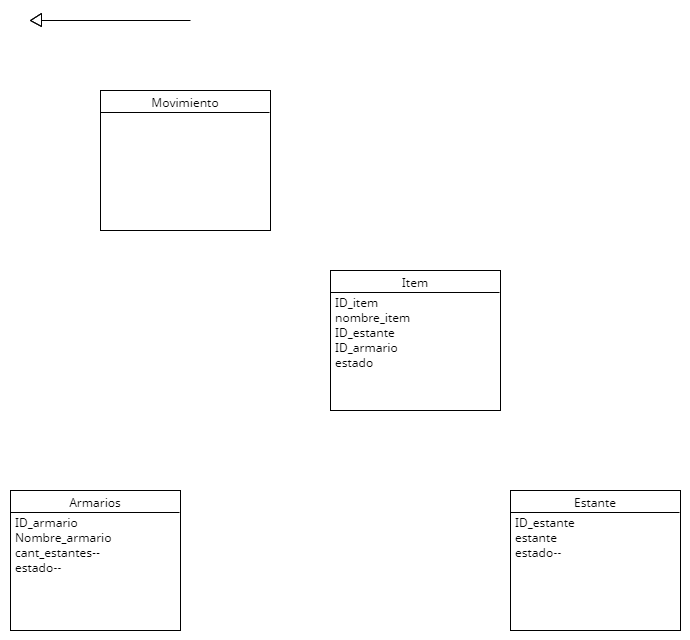 Movimiento
Item
ID_item
nombre_item
ID_estante
ID_armario
estado
Armarios
ID_armario
Nombre_armario
cant_estantes--
estado--
Estante
ID_estante
estante
estado--